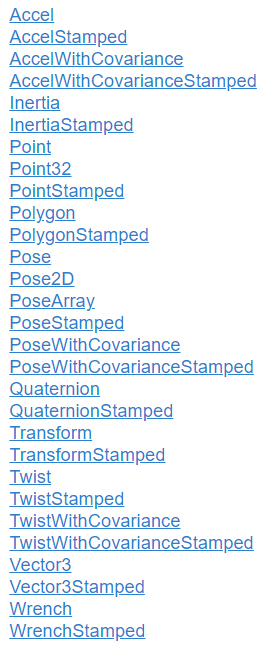 Accel
AccelStamped
AccelWithCovariance
AccelWithCovarianceStamped
Inertia
InertiaStamped
Point
Point32
PointStamped
Polygon
PolygonStamped
Pose
Pose2D
PoseArray
PoseStamped
PoseWithCovariance
PoseWithCovarianceStamped
Quaternion
QuaternionStamped
Transform
TransformStamped
Twist
TwistStamped
TwistWithCovariance
TwistWithCovarianceStamped
Vector3
Vector3Stamped
Wrench
WrenchStamped